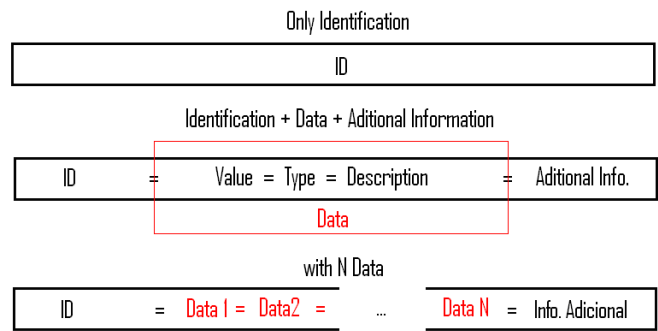 Only Identification
ID
Identification + Data + Aditional Information
ID = Value = Type = Description = Aditional Info.
Data
with N Data
ID = Data 1 = Data2 = ... Data N = Info. Adicional